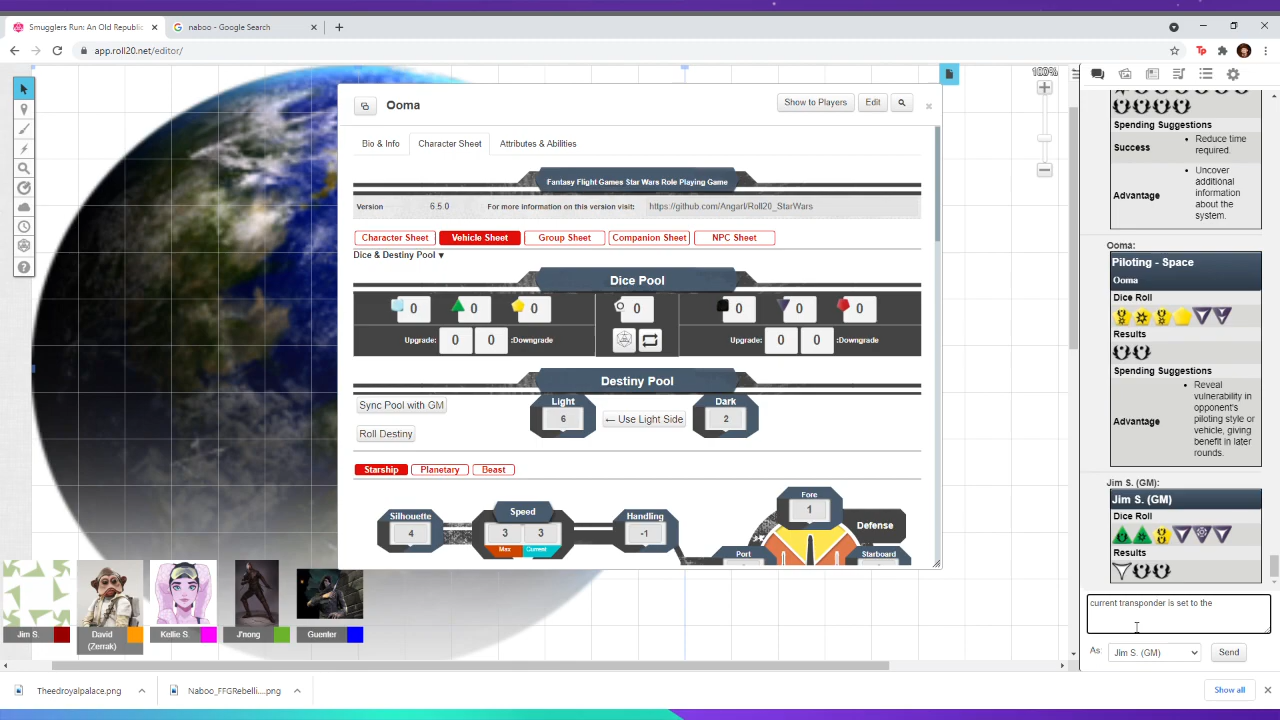 Smugglers Run: An Old Republic
naboo - Google Search
app.roll20.net/editor/
100%
Ooma
Show to Players
Edit
Bio & Info
Character Sheet
Attributes & Abilities
Fantasy Flight Games Star Wars Role Playing Game
Version
6.5.0
For more information on this version visit:
https://github.com/Angarl/Roll20_StarWars
Character Sheet
Vehicle Sheet
Group Sheet
Companion Sheet
NPC Sheet
Dice & Destiny Pool ▾
Dice Pool
0
0
0
0
0
0
0
Upgrade:
0
0
:Downgrade
Upgrade:
0
0
:Downgrade
Destiny Pool
Sync Pool with GM
Roll Destiny
Light
6
← Use Light Side
Dark
2
Starship
Planetary
Beast
Silhouette
4
Speed
3
3
Max
Current
Handling
-1
Fore
1
Defense
Port
Starboard
Jim S.
David
(Zerrak)
Kellie S.
J'nong
Guenter
Spending Suggestions
Success
Reduce time
required.
Advantage
Uncover
additional
information
about the
system.
Ooma:
Piloting - Space
Ooma
Dice Roll
Results
Spending Suggestions
Advantage
Reveal
vulnerability in
opponent's
piloting style or
vehicle, giving
benefit in later
rounds.
Jim S. (GM):
Jim S. (GM)
Dice Roll
Results
current transponder is set to the
As:
Jim S. (GM)
Send
Theedroyalpalace.png
Naboo_FFGRebelli....png
Show all